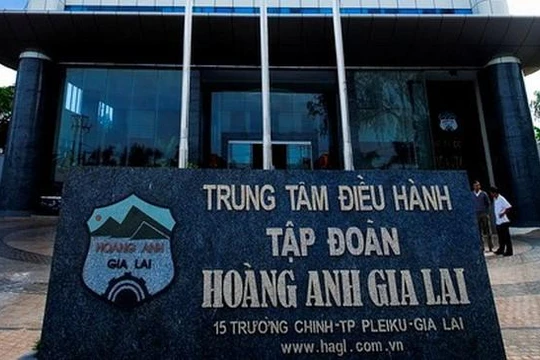 TRUNG TÂM ĐIỀU HÀNH
TẬP ĐOÀN
HOÀNG ANH GIA LAI
15 TRƯỜNG CHINH-TP PLEIKU-GIA LAI
www.hagl.com.vn
HOÀNG ANH
GIA LAI